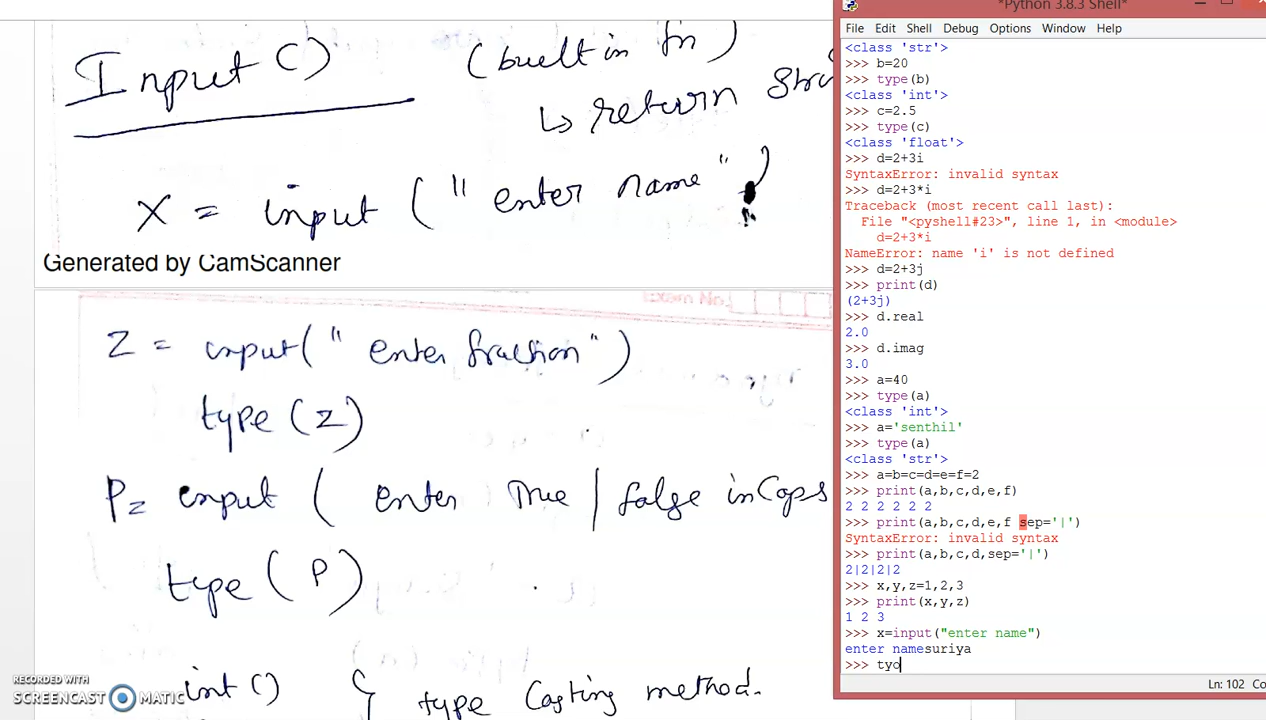 Input ()
(built in fn)
↳ return
X = input ( " enter name " )
Generated by CamScanner
Exam No.
Z = input( " enter fraction " )
type (Z)
P= input ( enter True | false in Caps
type ( P )
int ()
type Casting method.
RECORDED WITH
SCREENCAST MATIC
*Python 3.8.3 Shell*
File Edit Shell Debug Options Window Help
<class 'str'>
>>> b=20
>>> type(b)
<class 'int'>
>>> c=2.5
>>> type(c)
<class 'float'>
>>> d=2+3i
SyntaxError: invalid syntax
>>> d=2+3*i
Traceback (most recent call last):
File "<pyshell#23>", line 1, in <module>
d=2+3*i
NameError: name 'i' is not defined
>>> d=2+3j
>>> print(d)
(2+3j)
>>> d.real
2.0
>>> d.imag
3.0
>>> a=40
>>> type(a)
<class 'int'>
>>> a='senthil'
>>> type(a)
<class 'str'>
>>> a=b=c=d=e=f=2
>>> print(a,b,c,d,e,f)
2 2 2 2 2 2
>>> print(a,b,c,d,e,f sep='|')
SyntaxError: invalid syntax
>>> print(a,b,c,d,sep='|')
2|2|2|2
>>> x,y,z=1,2,3
>>> print(x,y,z)
1 2 3
>>> x=input("enter name")
enter namesuriya
>>> tyo
Ln: 102 Co